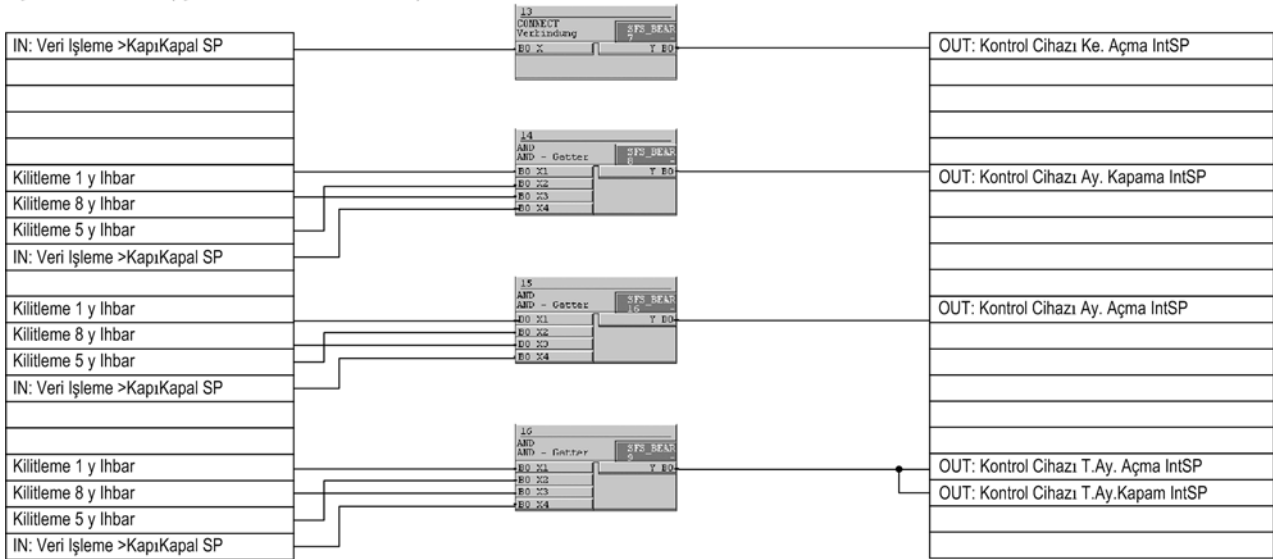 13
CONNECT
Verbindung
SFS_BEAR
7 -
BO X
Y BO
IN: Veri Işleme >KapıKapal SP
OUT: Kontrol Cihazı Ke. Açma IntSP
14
AND
AND - Gatter
SFS_BEAR
8 -
BO X1
Y BO
BO X2
BO X3
BO X4
Kilitleme 1 y Ihbar
Kilitleme 8 y Ihbar
Kilitleme 5 y Ihbar
IN: Veri Işleme >KapıKapal SP
OUT: Kontrol Cihazı Ay. Kapama IntSP
15
AND
AND - Gatter
SFS_BEAR
16 -
BO X1
Y BO
BO X2
BO X3
BO X4
Kilitleme 1 y Ihbar
Kilitleme 8 y Ihbar
Kilitleme 5 y Ihbar
IN: Veri Işleme >KapıKapal SP
OUT: Kontrol Cihazı Ay. Açma IntSP
16
AND
AND - Gatter
SFS_BEAR
9 -
BO X1
Y BO
BO X2
BO X3
BO X4
Kilitleme 1 y Ihbar
Kilitleme 8 y Ihbar
Kilitleme 5 y Ihbar
IN: Veri Işleme >KapıKapal SP
OUT: Kontrol Cihazı T.Ay. Açma IntSP
OUT: Kontrol Cihazı T.Ay.Kapam IntSP